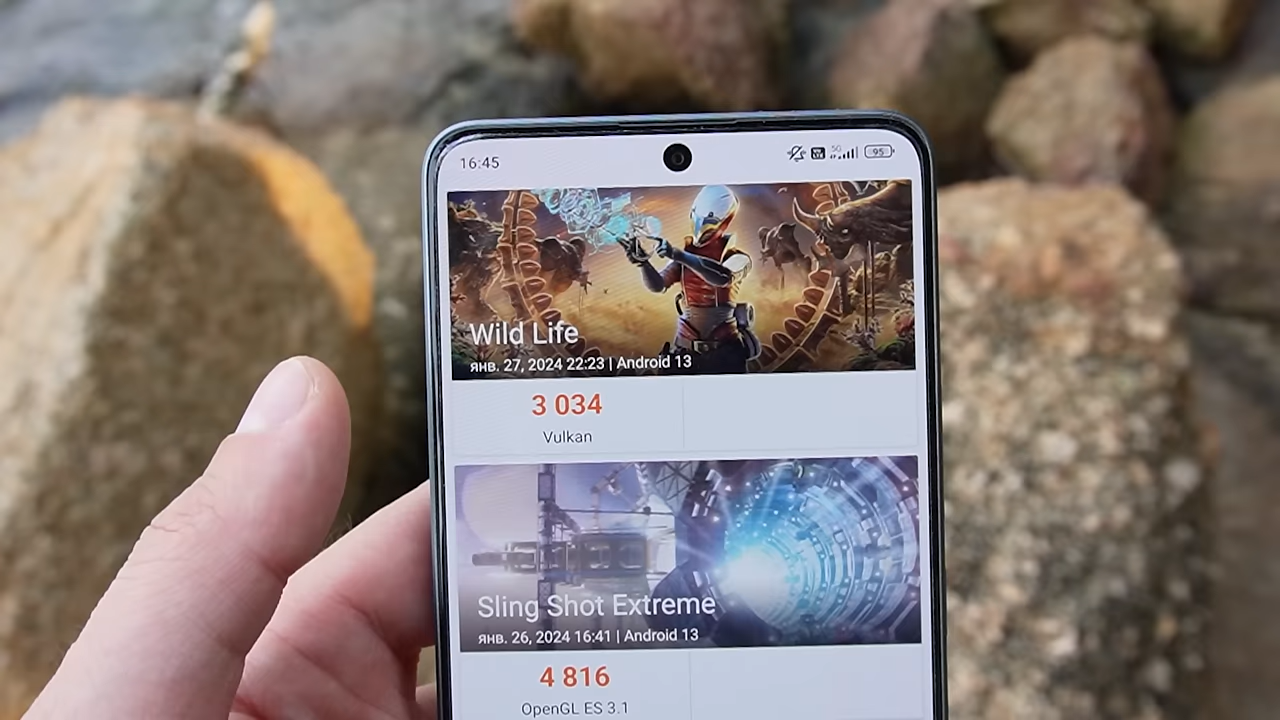 16:45
5G
95
Wild Life
янв. 27, 2024 22:23 | Android 13
3 034
Vulkan
Sling Shot Extreme
янв. 26, 2024 16:41 | Android 13
4 816
OpenGL ES 3.1